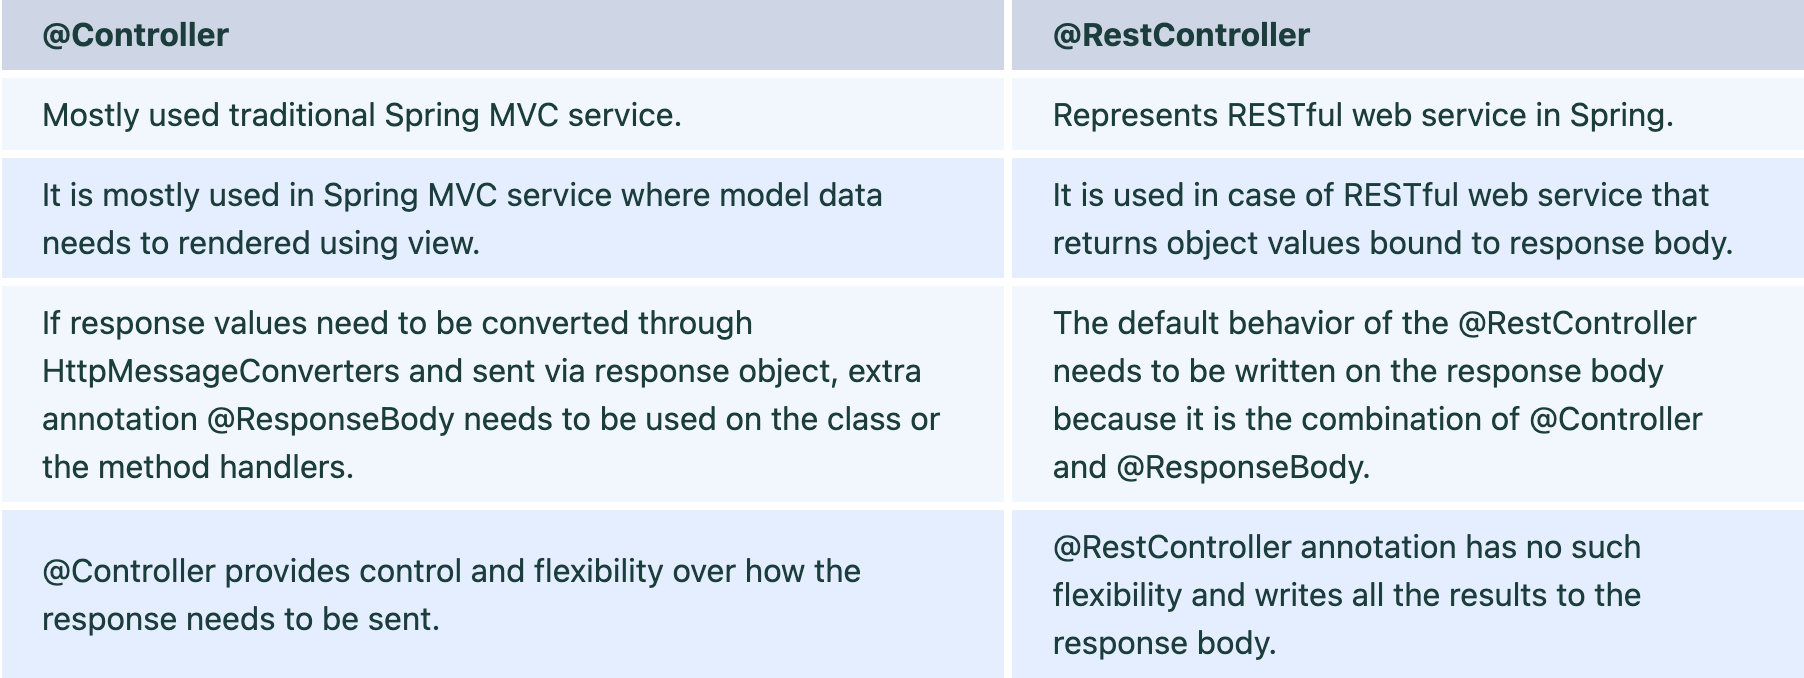 @Controller
@RestController
Mostly used traditional Spring MVC service.
Represents RESTful web service in Spring.
It is mostly used in Spring MVC service where model data
needs to rendered using view.
It is used in case of RESTful web service that
returns object values bound to response body.
If response values need to be converted through
HttpMessageConverters and sent via response object, extra
annotation @ResponseBody needs to be used on the class or
the method handlers.
The default behavior of the @RestController
needs to be written on the response body
because it is the combination of @Controller
and @ResponseBody.
@Controller provides control and flexibility over how the
response needs to be sent.
@RestController annotation has no such
flexibility and writes all the results to the
response body.